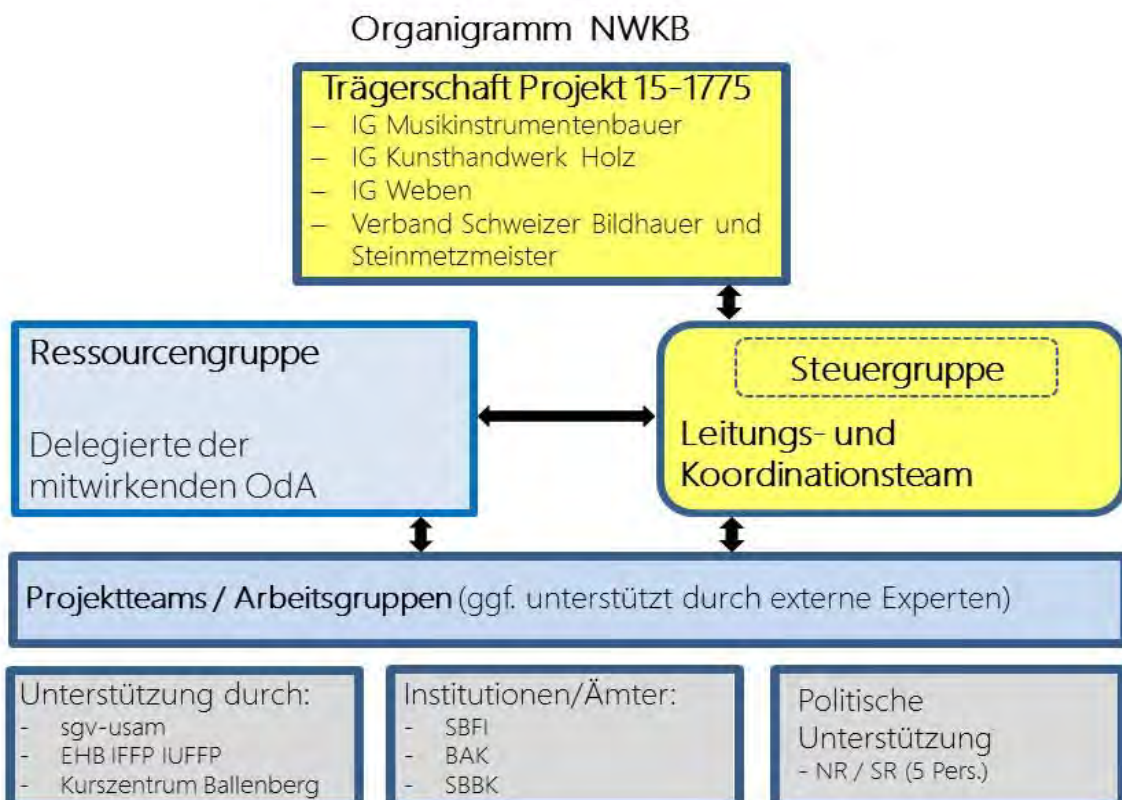 Organigramm NWKB
Trägerschaft Projekt 15-1775
– IG Musikinstrumentenbauer
– IG Kunsthandwerk Holz
– IG Weben
– Verband Schweizer Bildhauer und
Steinmetzmeister
Ressourcengruppe
Delegierte der
mitwirkenden OdA
Steuergruppe
Leitungs- und
Koordinationsteam
Projektteams / Arbeitsgruppen (ggf. unterstützt durch externe Experten)
Unterstützung durch:
- sgv-usam
- EHB IFFP IUFFP
- Kurszentrum Ballenberg
Institutionen/Ämter:
- SBFI
- BAK
- SBBK
Politische
Unterstützung
- NR / SR (5 Pers.)